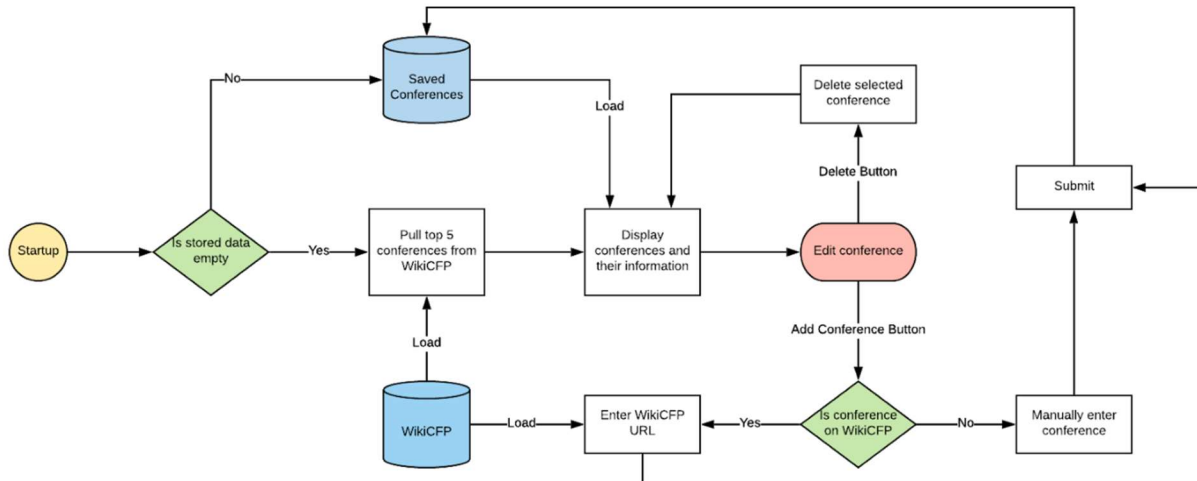 Saved
Conferences
No
Load
Delete selected
conference
Delete Button
Submit
Startup
Is stored data
empty
Yes
Pull top 5
conferences from
WikiCFP
Display
conferences and
their information
Edit conference
Load
Add Conference Button
WikiCFP
Load
Enter WikiCFP
URL
Yes
Is conference
on WikiCFP
No
Manually enter
conference